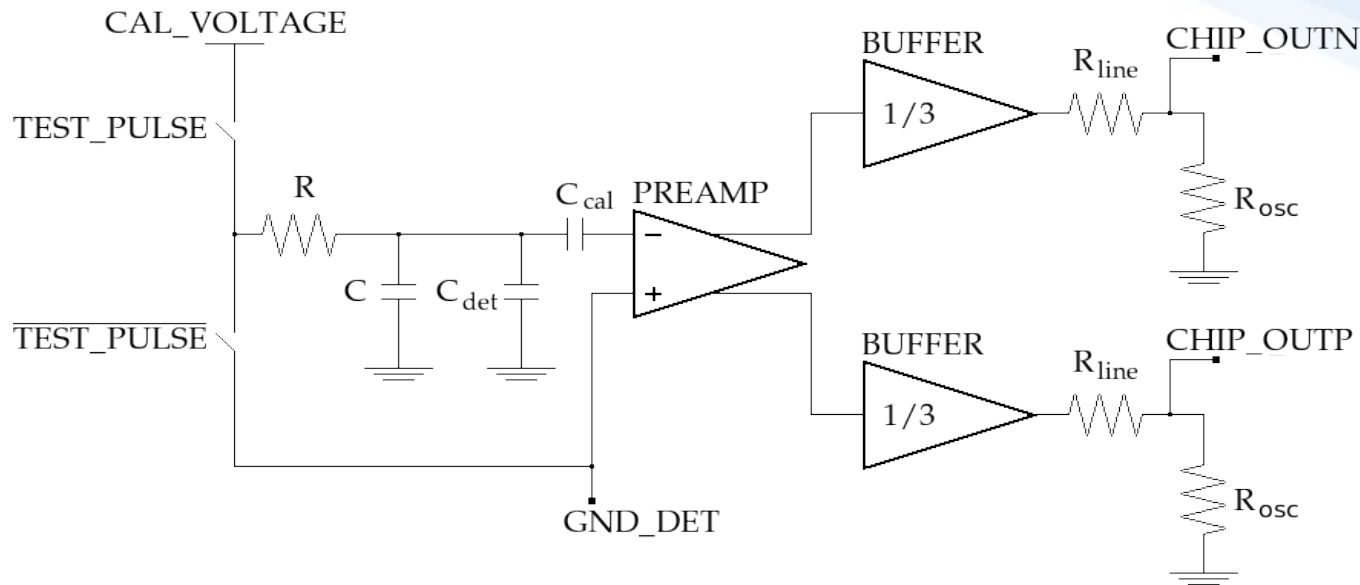 CAL_VOLTAGE
CHIP_OUTN
BUFFER
R_line
1/3
TEST_PULSE
R
C_cal
PREAMP
R_osc
−
C
C_det
+
TEST_PULSE
BUFFER
CHIP_OUTP
R_line
1/3
R_osc
GND_DET